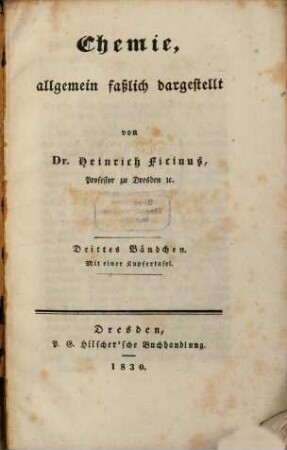 Chemie,
allgemein faßlich dargestellt
von
Dr. Heinrich Ficinus,
Professor zu Dresden ꝛc.
Drittes Bändchen.
Mit einer Kupfertafel.
Dresden,
P. G. Hilscher'sche Buchhandlung.
1830.